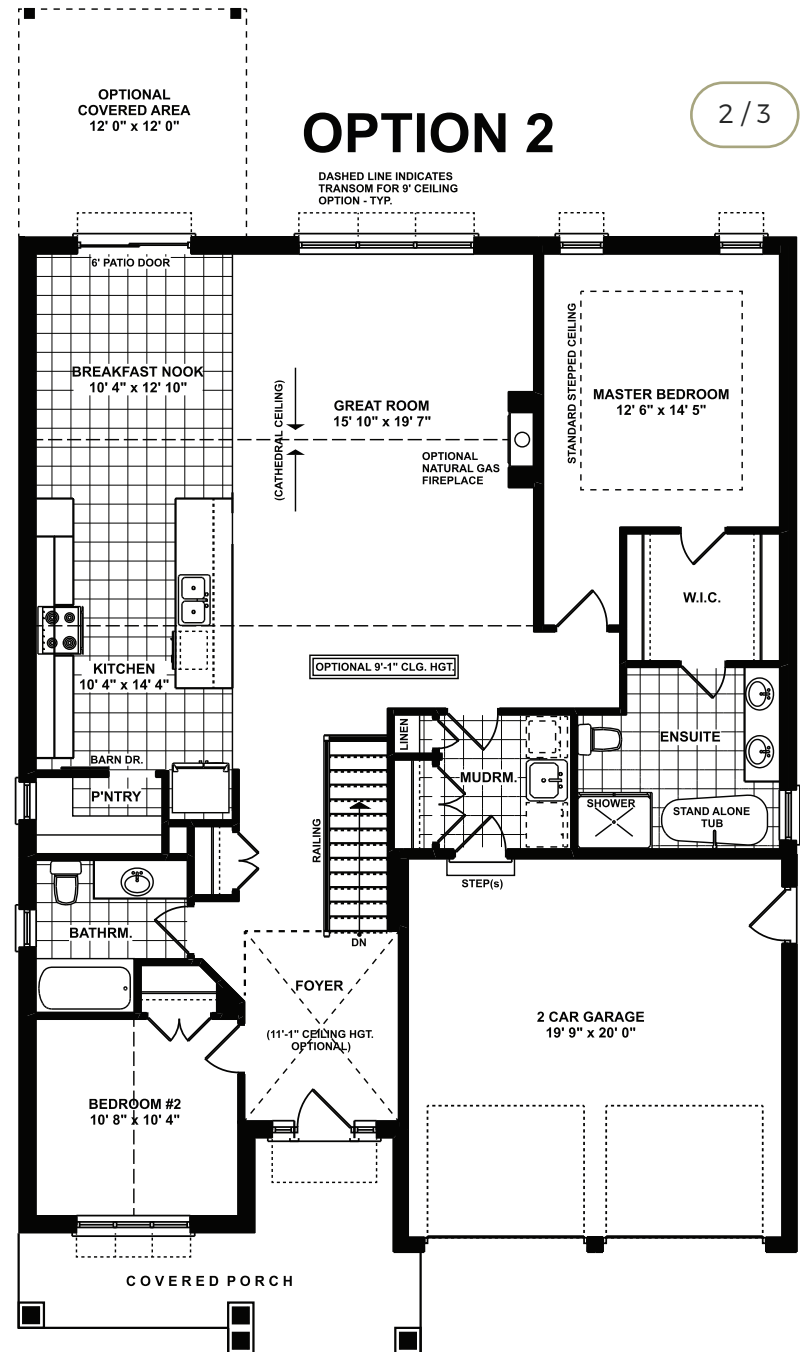 OPTIONAL
COVERED AREA
12' 0" x 12' 0"
OPTION 2
2 / 3
DASHED LINE INDICATES
TRANSOM FOR 9' CEILING
OPTION - TYP.
6' PATIO DOOR
BREAKFAST NOOK
10' 4" x 12' 10"
(CATHEDRAL CEILING)
GREAT ROOM
15' 10" x 19' 7"
OPTIONAL
NATURAL GAS
FIREPLACE
STANDARD STEPPED CEILING
MASTER BEDROOM
12' 6" x 14' 5"
W.I.C.
KITCHEN
10' 4" x 14' 4"
OPTIONAL 9'-1" CLG. HGT.
BARN DR.
P'NTRY
LINEN
MUDRM.
ENSUITE
SHOWER
STAND ALONE
TUB
RAILING
STEP(s)
DN
BATHRM.
FOYER
(11'-1" CEILING HGT.
OPTIONAL)
2 CAR GARAGE
19' 9" x 20' 0"
BEDROOM #2
10' 8" x 10' 4"
COVERED PORCH